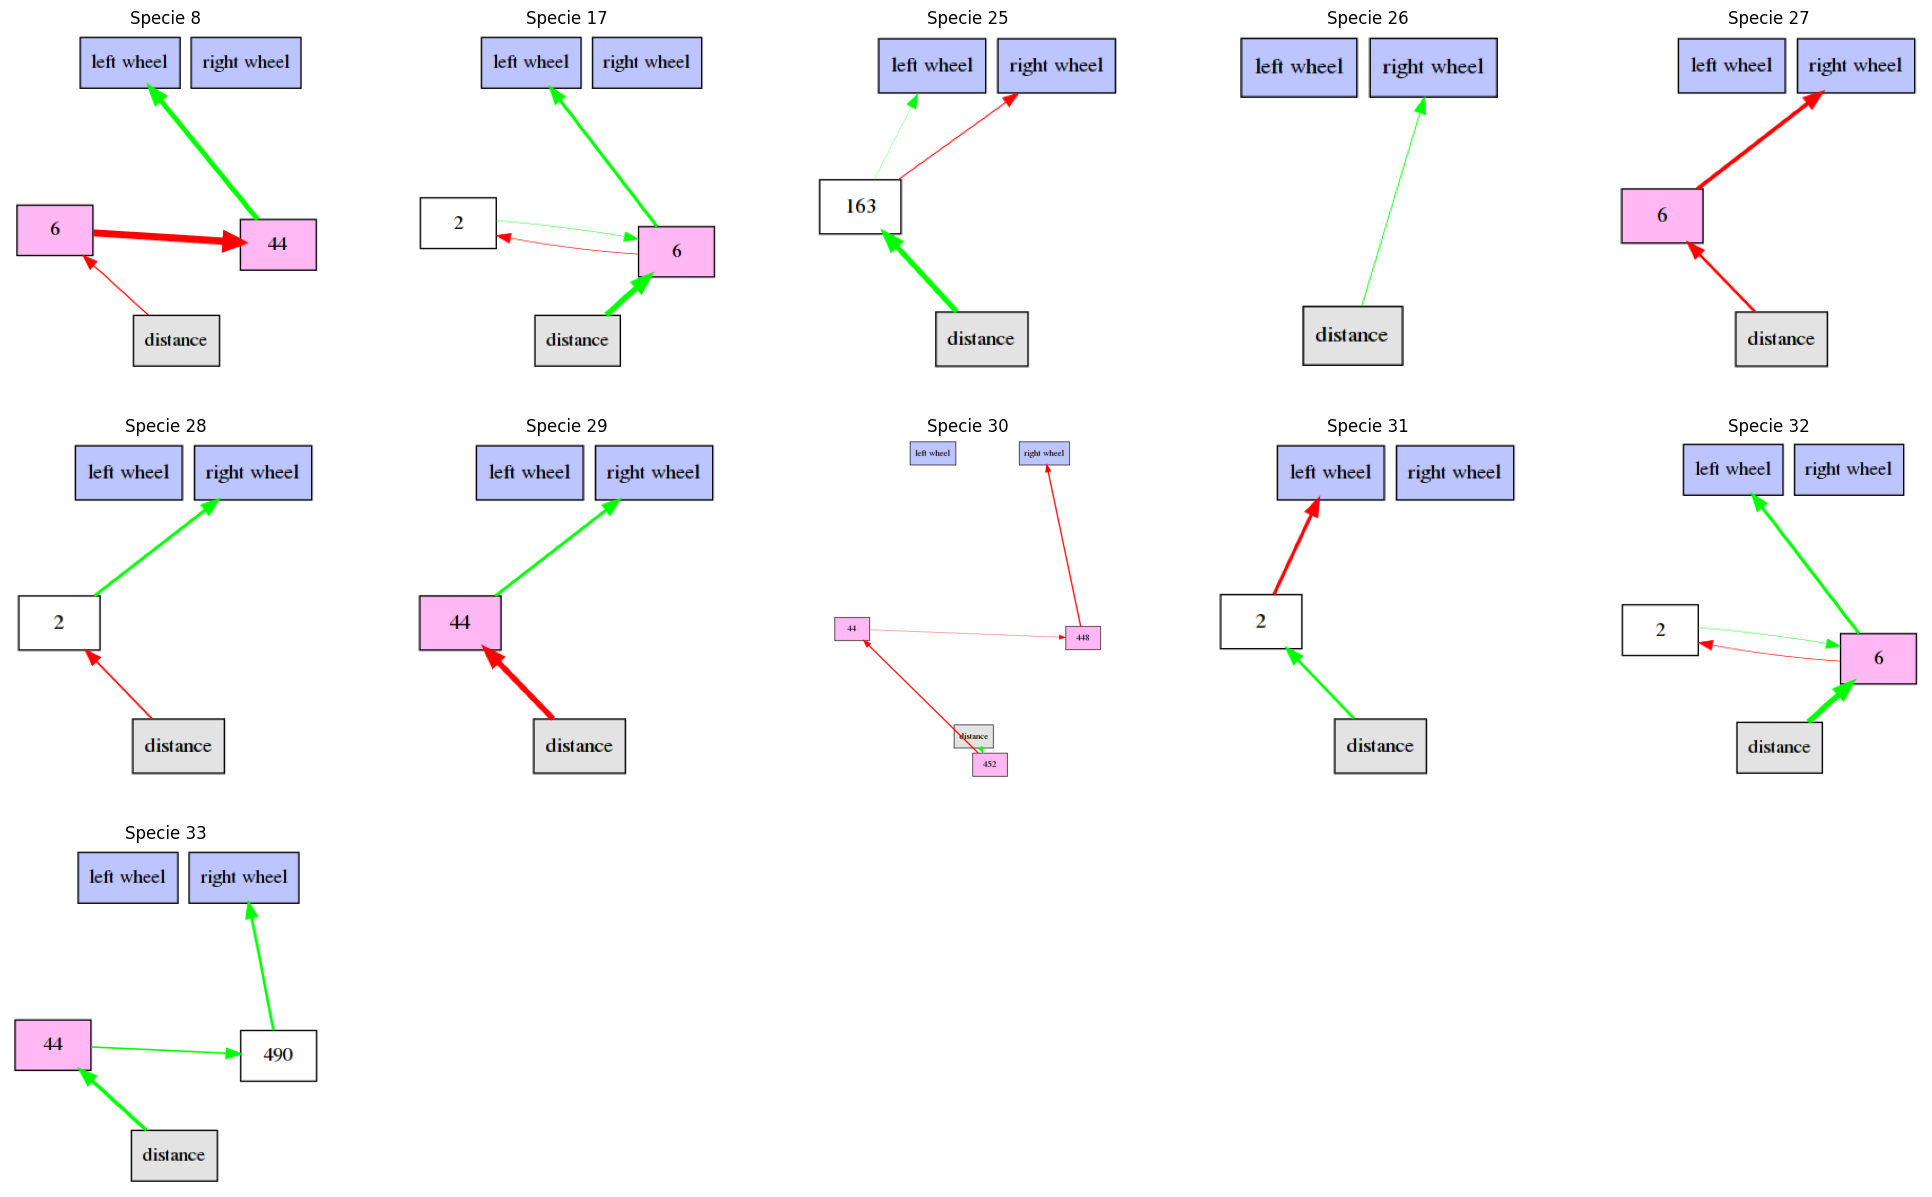 Specie 8
left wheel
right wheel
6
44
distance
Specie 17
left wheel
right wheel
2
6
distance
Specie 25
left wheel
right wheel
163
distance
Specie 26
left wheel
right wheel
distance
Specie 27
left wheel
right wheel
6
distance
Specie 28
left wheel
right wheel
2
distance
Specie 29
left wheel
right wheel
44
distance
Specie 30
left wheel
right wheel
44
448
distance
452
Specie 31
left wheel
right wheel
2
distance
Specie 32
left wheel
right wheel
2
6
distance
Specie 33
left wheel
right wheel
44
490
distance